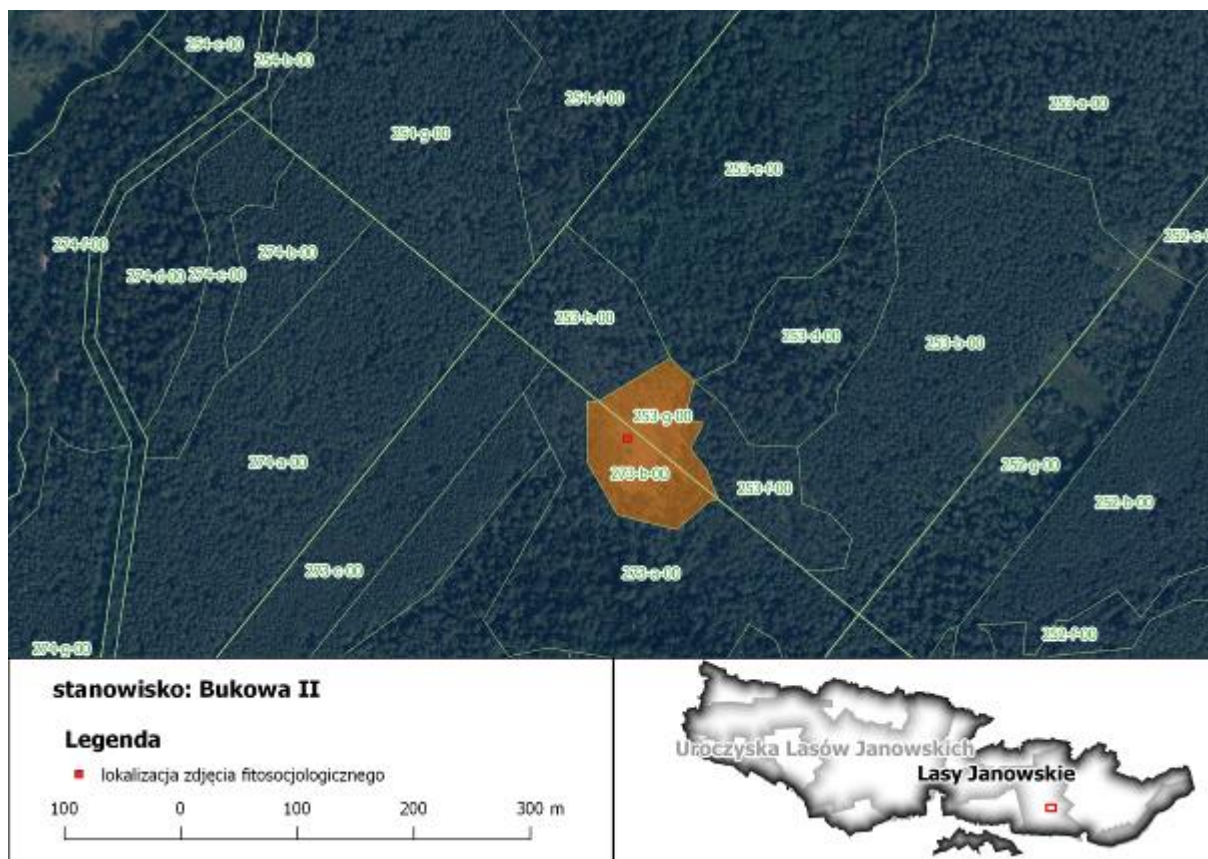 254-c-00
254-b-00
254-d-00
253-a-00
254-g-00
253-c-00
274-f-00
274-b-00
274-d-00
274-c-00
253-h-00
253-d-00
253-b-00
253-g-00
274-a-00
273-b-00
253-f-00
252-g-00
252-b-00
273-c-00
273-a-00
252-f-00
274-g-00
stanowisko: Bukowa II
Legenda
lokalizacja zdjęcia fitosocjologicznego
100 0 100 200 300 m
Uroczyska Lasów Janowskich
Lasy Janowskie